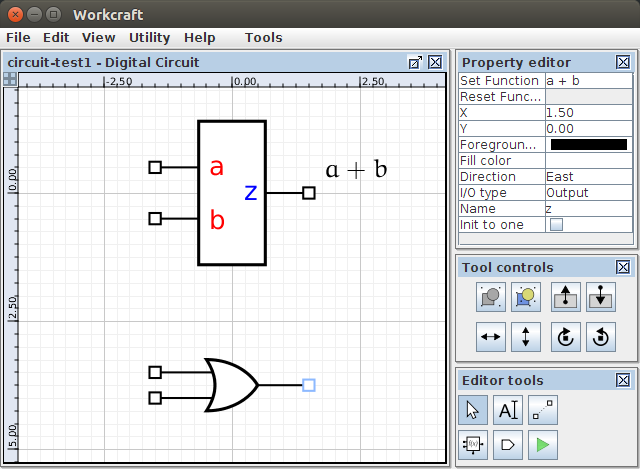 Workcraft
File Edit View Utility Help Tools
circuit-test1 - Digital Circuit
-2,50 0,00 2,50
0,00
2,50
5,00
a
b
z
a + b
Property editor
Set Function a + b
Reset Func...
X 1.50
Y 0.00
Foregroun...
Fill color
Direction East
I/O type Output
Name z
Init to one
Tool controls
Editor tools
A
f(x)